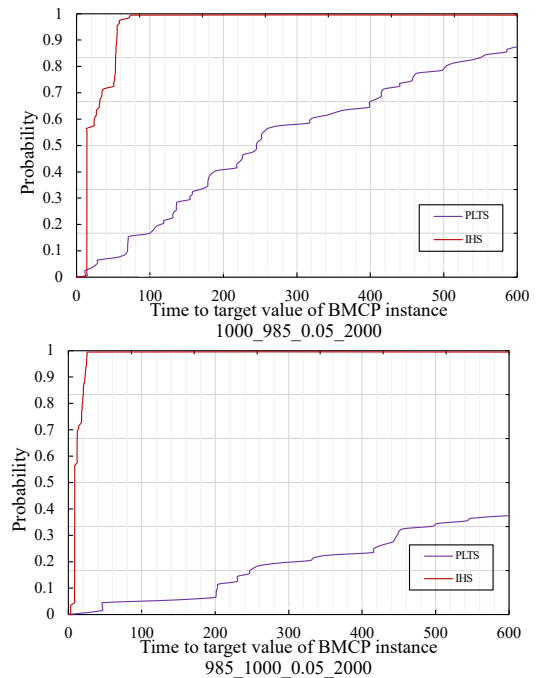 1
0.9
0.8
0.7
0.6
0.5
0.4
0.3
0.2
0.1
0
Probability
PLTS
IHS
0 100 200 300 400 500 600
Time to target value of BMCP instance
1000_985_0.05_2000
1
0.9
0.8
0.7
0.6
0.5
0.4
0.3
0.2
0.1
0
Probability
PLTS
IHS
0 100 200 300 400 500 600
Time to target value of BMCP instance
985_1000_0.05_2000